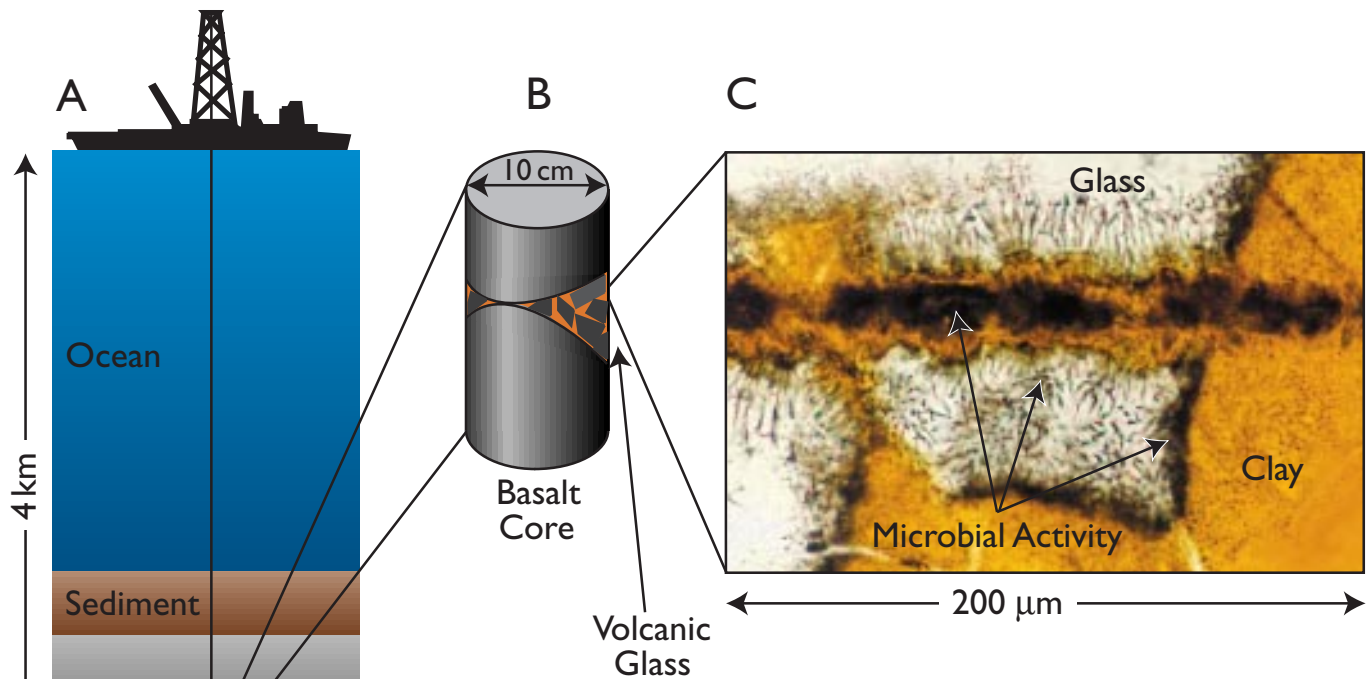 A
B
C
10 cm
Glass
Ocean
4 km
Clay
Basalt
Core
Microbial Activity
Sediment
200 µm
Volcanic
Glass